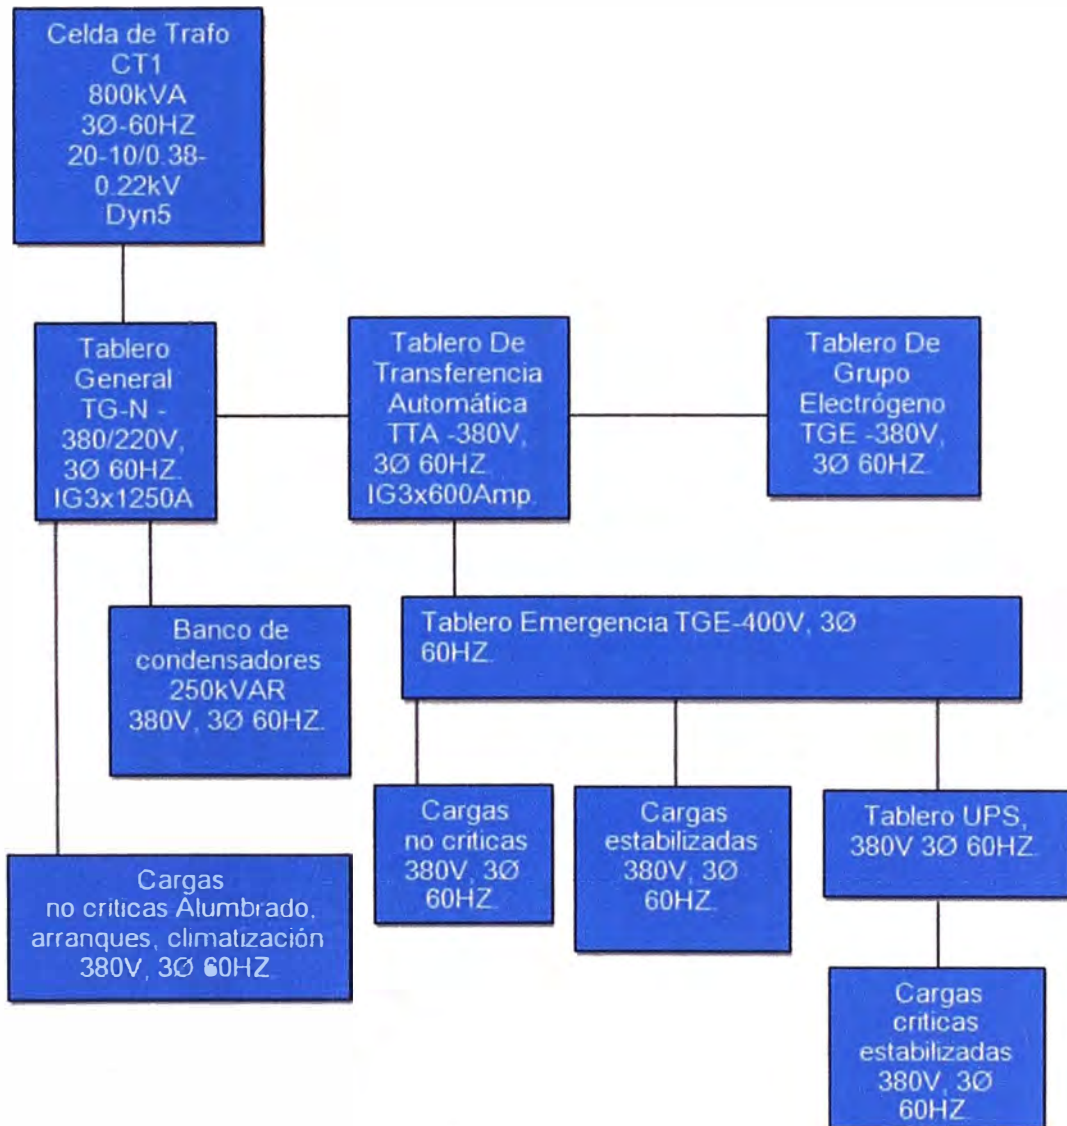 Celda de Trafo
CT1
800kVA
3Ø-60HZ
20-10/0.38-
0.22kV
Dyn5
Tablero
General
TG-N -
380/220V,
3Ø 60HZ.
IG3x1250A
Tablero De
Transferencia
Automática
TTA -380V,
3Ø 60HZ.
IG3x600Amp.
Tablero De
Grupo
Electrógeno
TGE -380V,
3Ø 60HZ.
Banco de
condensadores
250kVAR
380V, 3Ø 60HZ.
Tablero Emergencia TGE-400V, 3Ø
60HZ.
Cargas
no criticas Alumbrado,
arranques, climatización
380V, 3Ø 60HZ
Cargas
no criticas
380V, 3Ø
60HZ.
Cargas
estabilizadas
380V, 3Ø
60HZ.
Tablero UPS,
380V 3Ø 60HZ.
Cargas
criticas
estabilizadas
380V, 3Ø
60HZ.